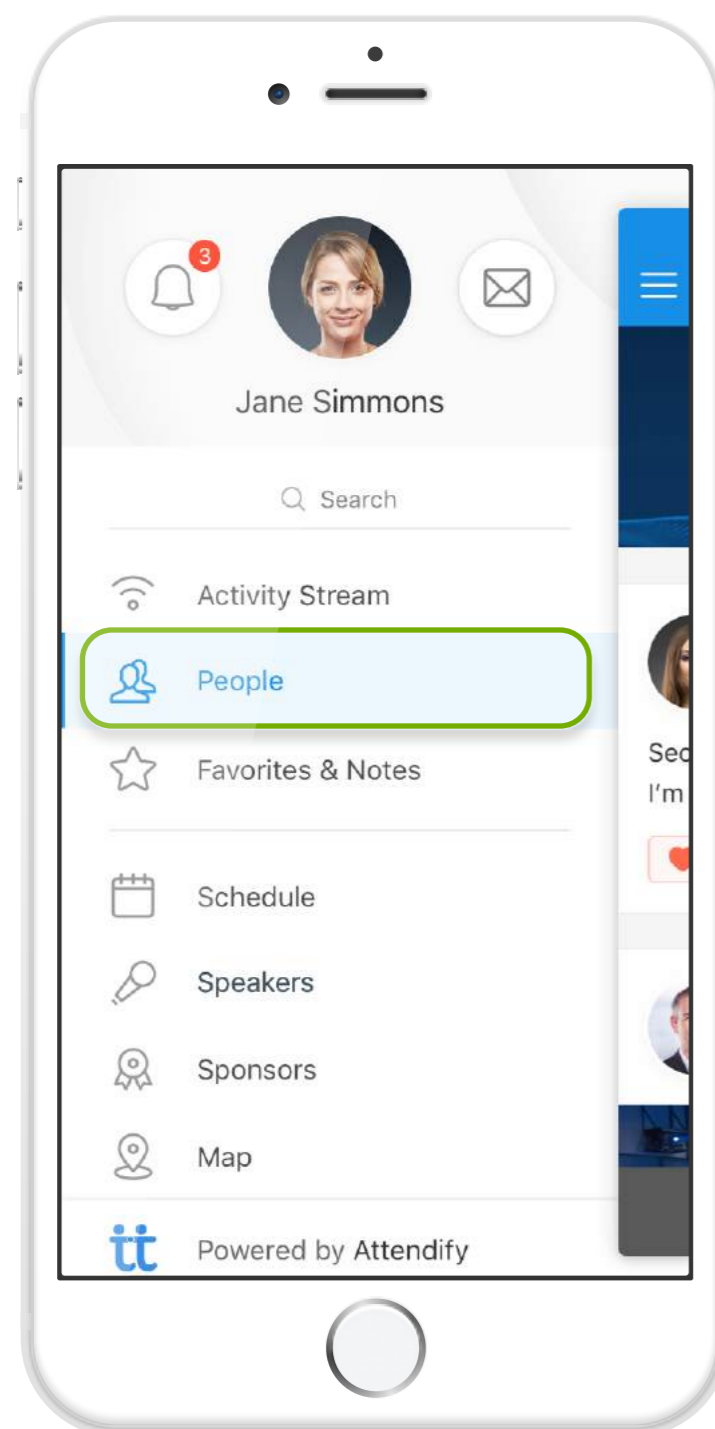 3
Jane Simmons
Search
Activity Stream
People
Favorites & Notes
Schedule
Speakers
Sponsors
Map
Powered by Attendify
I'm